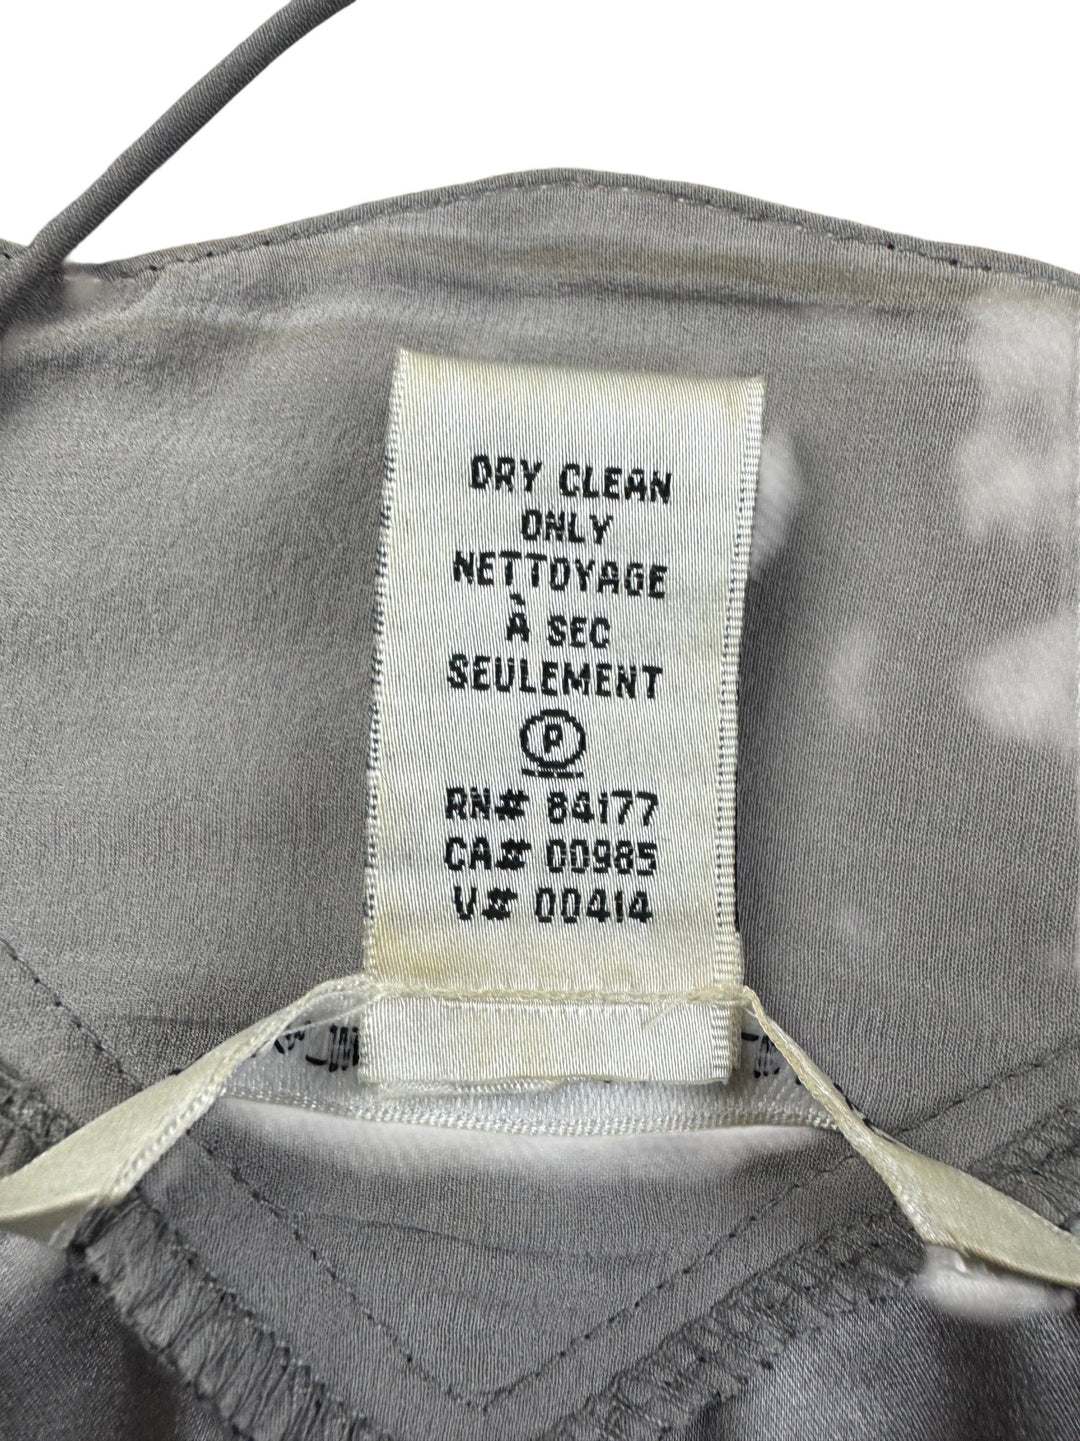 DRY CLEAN
ONLY
NETTOYAGE
À SEC
SEULEMENT
P
RN# 84177
CA# 00985
V# 00414